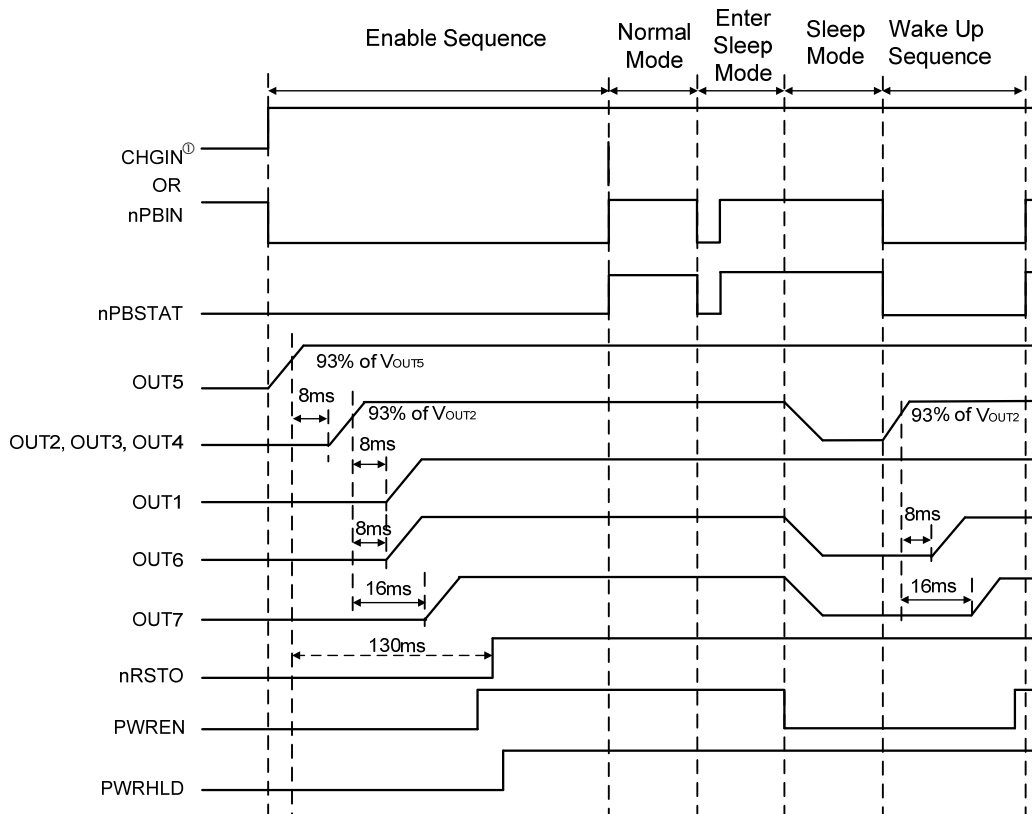 Enable Sequence
Normal
Mode
Enter
Sleep
Mode
Sleep
Mode
Wake Up
Sequence
CHGIN①
OR
nPBIN
nPBSTAT
93% of VOUT5
OUT5
8ms
93% of VOUT2
93% of VOUT2
OUT2, OUT3, OUT4
8ms
OUT1
8ms
8ms
OUT6
16ms
16ms
OUT7
130ms
nRSTO
PWREN
PWRHLD